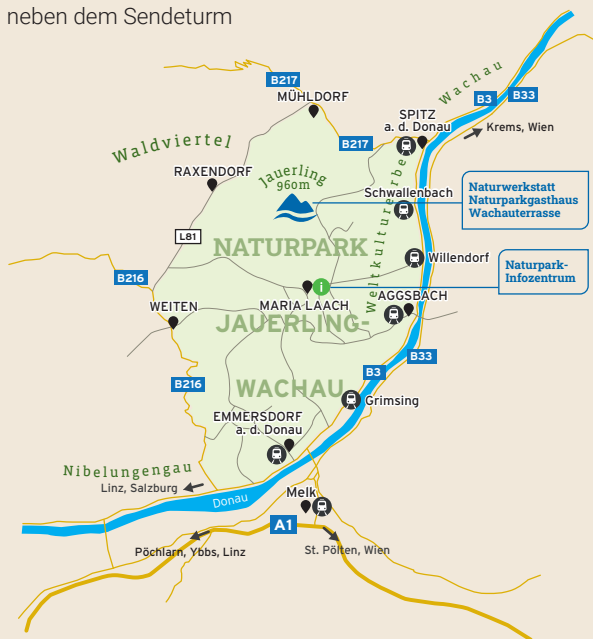 neben dem Sendeturm
B217
MÜHLDORF
Wachau
B3
B33
SPITZ
a. d. Donau
Krems, Wien
B217
Waldviertel
RAXENDORF
Jauerling
960m
Schwallenbach
Weltkulturerbe
Naturwerkstatt
Naturparkgasthaus
Wachauterrasse
L81
NATURPARK
Willendorf
Naturpark-
Infozentrum
B216
i
WEITEN
MARIA LAACH
AGGSBACH
JAUERLING-
B33
B3
B216
WACHAU
Grimsing
EMMERSDORF
a. d. Donau
Nibelungengau
Linz, Salzburg
Donau
Melk
A1
Pöchlarn, Ybbs, Linz
St. Pölten, Wien